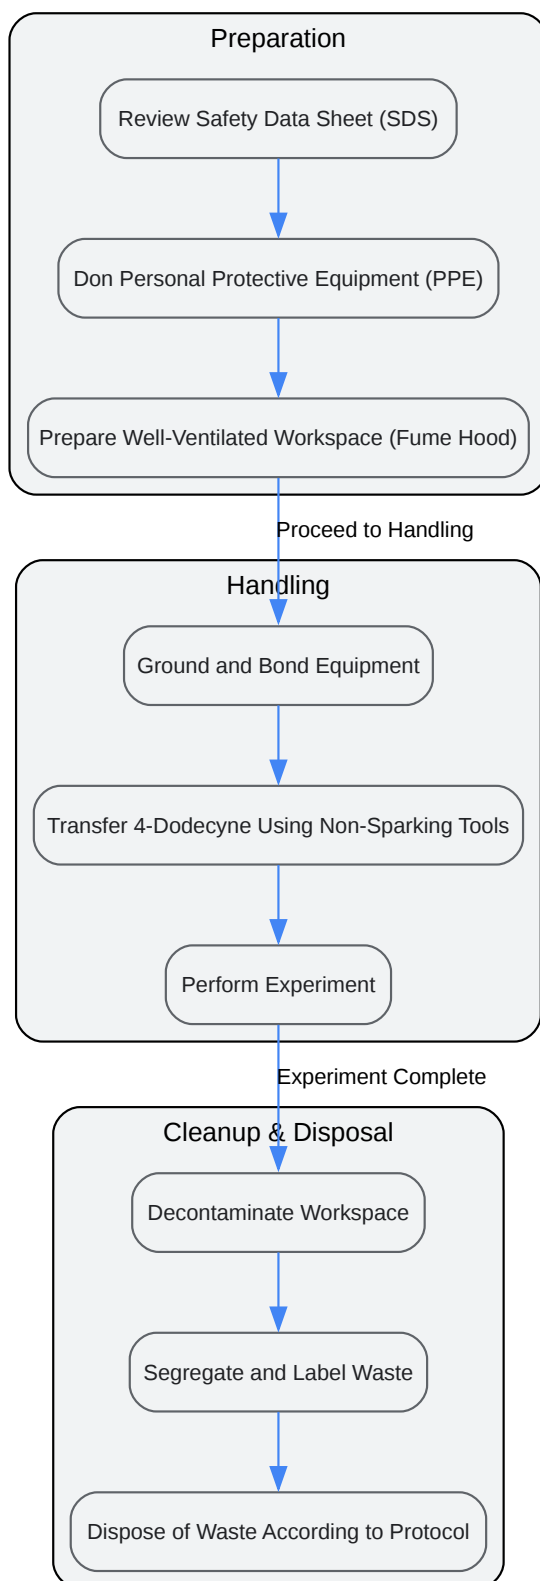 Preparation
Review Safety Data Sheet (SDS)
Don Personal Protective Equipment (PPE)
Prepare Well-Ventilated Workspace (Fume Hood)
Proceed to Handling
Handling
Ground and Bond Equipment
Transfer 4-Dodecyne Using Non-Sparking Tools
Perform Experiment
Experiment Complete
Cleanup & Disposal
Decontaminate Workspace
Segregate and Label Waste
Dispose of Waste According to Protocol